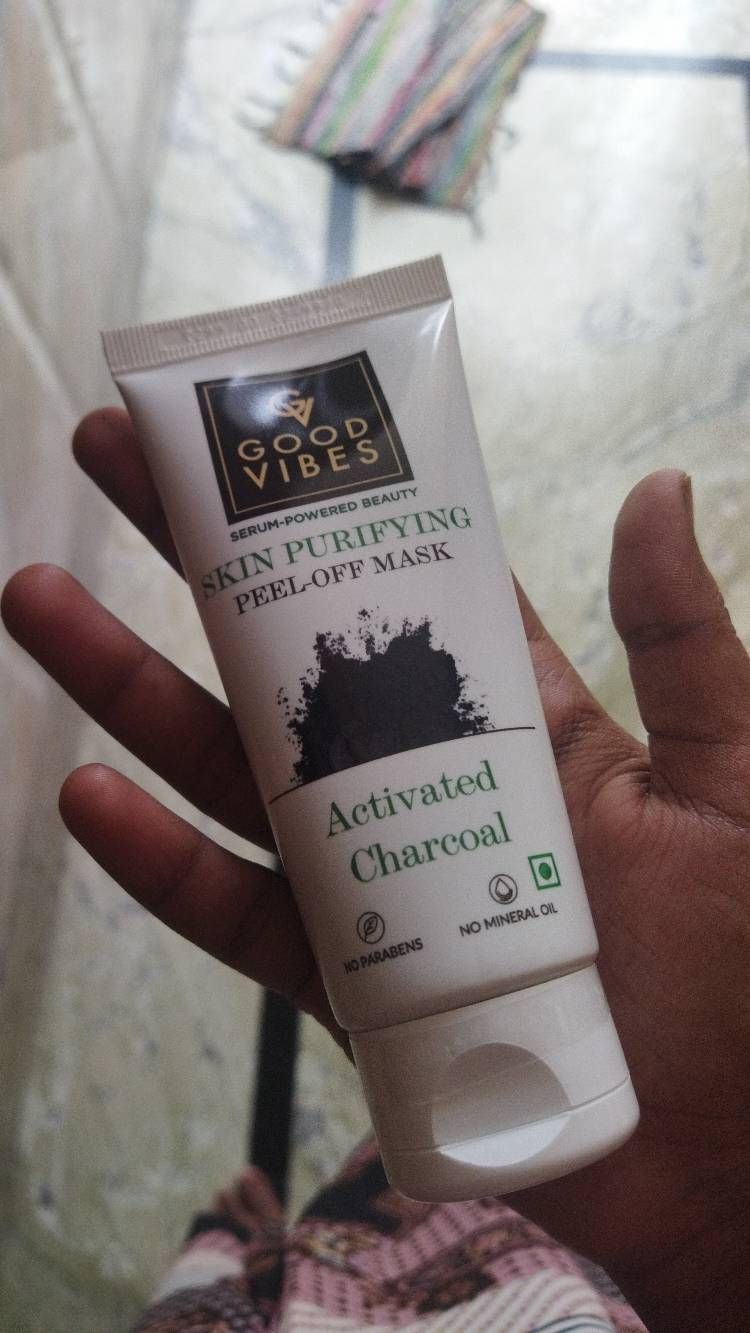 GV
GOOD
VIBES
SERUM-POWERED BEAUTY
SKIN PURIFYING
PEEL-OFF MASK
Activated
Charcoal
NO PARABENS
NO MINERAL OIL